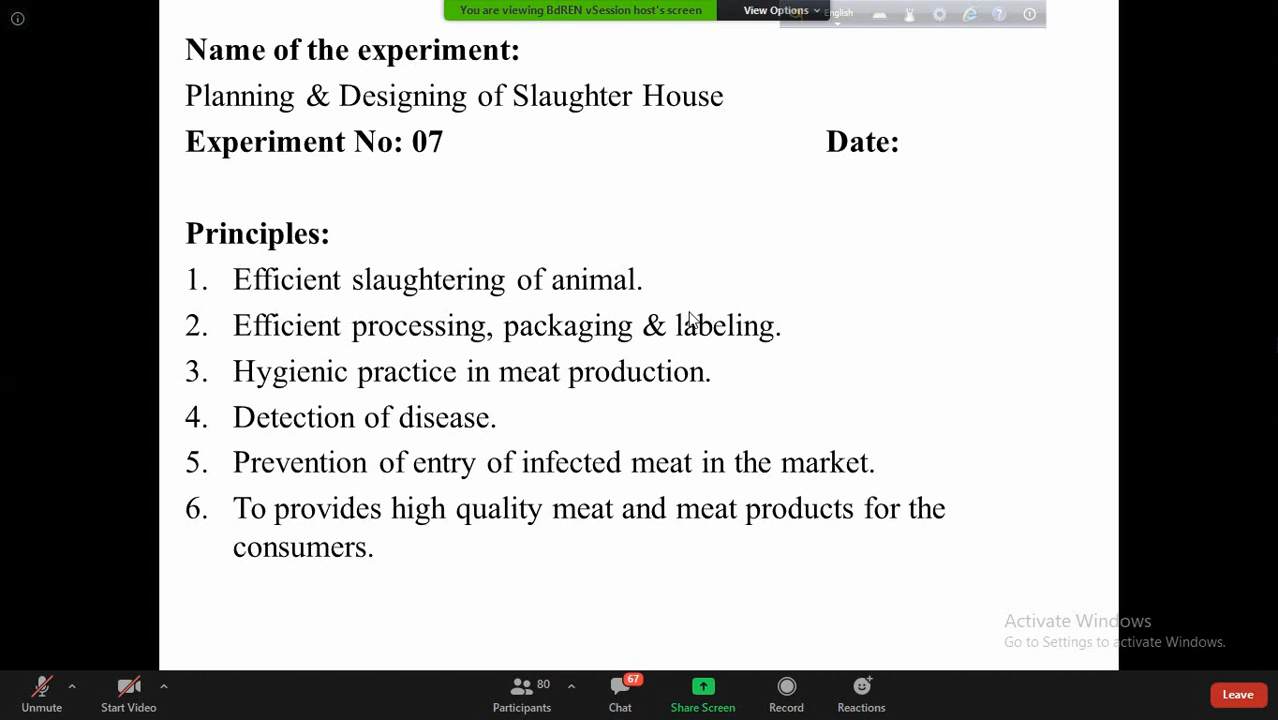 You are viewing BdREN vSession host's screen View Options
English
Name of the experiment:
Planning & Designing of Slaughter House
Experiment No: 07 Date:
Principles:
1. Efficient slaughtering of animal.
2. Efficient processing, packaging & labeling.
3. Hygienic practice in meat production.
4. Detection of disease.
5. Prevention of entry of infected meat in the market.
6. To provides high quality meat and meat products for the
consumers.
Activate Windows
Go to Settings to activate Windows.
80 67
Unmute Start Video Participants Chat Share Screen Record Reactions Leave